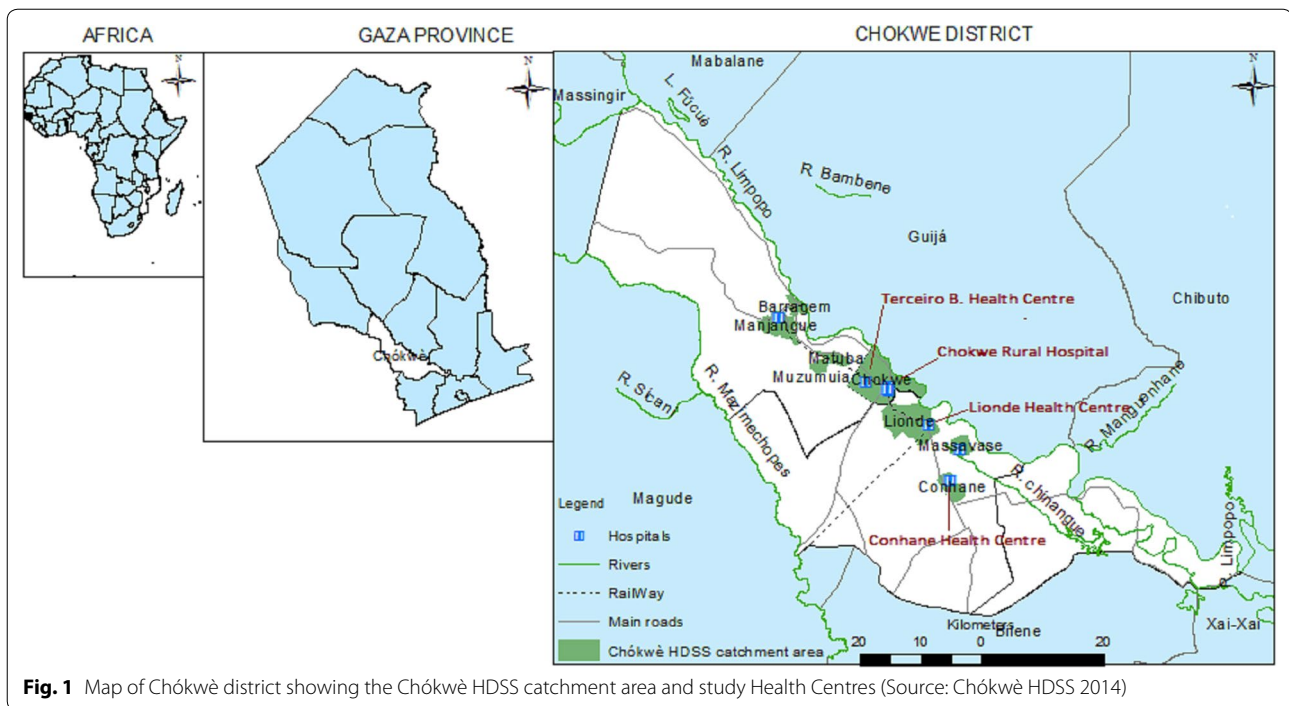 AFRICA
GAZA PROVINCE
CHOKWE DISTRICT
N
N
N
Chókwè
Mabalane
Massingir
L. Fúcuè
R. Limpopo
R. Bambene
Guijá
Chibuto
Barragem
Manjangue
Terceiro B. Health Centre
Matuba
Chokwe Rural Hospital
Muzumuia
Chokwe
R. Sicani
R. Mazimechopes
Lionde Health Centre
Lionde
R. Manguenhane
Massavase
R. chinangue
Conhane
Magude
Conhane Health Centre
R. Limpopo
Xai-Xai
Bilene
Legend
Hospitals
Rivers
RailWay
Main roads
Chókwè HDSS catchment area
Kilometers
20 10 0 20
Fig. 1 Map of Chókwè district showing the Chókwè HDSS catchment area and study Health Centres (Source: Chókwè HDSS 2014)